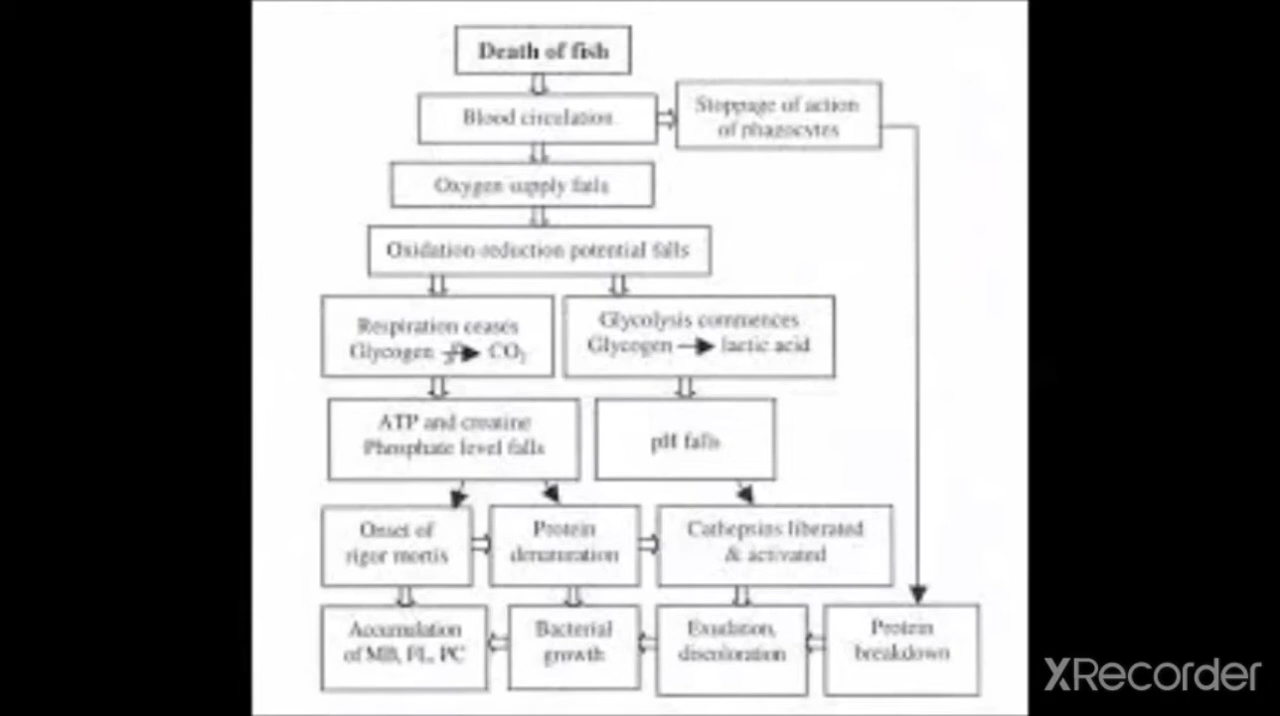 Death of fish
Blood circulation
Stoppage of action
of phagocytes
Oxygen supply fails
Oxidation-reduction potential falls
Respiration ceases
Glycogen CO₂
Glycolysis commences
Glycogen → lactic acid
ATP and creatine
Phosphate level falls
pH falls
Onset of
rigor mortis
Protein
denaturation
Cathepsins liberated
& activated
Accumulation
of MB, FL, PC
Bacterial
growth
Exudation,
discoloration
Protein
breakdown
XRecorder